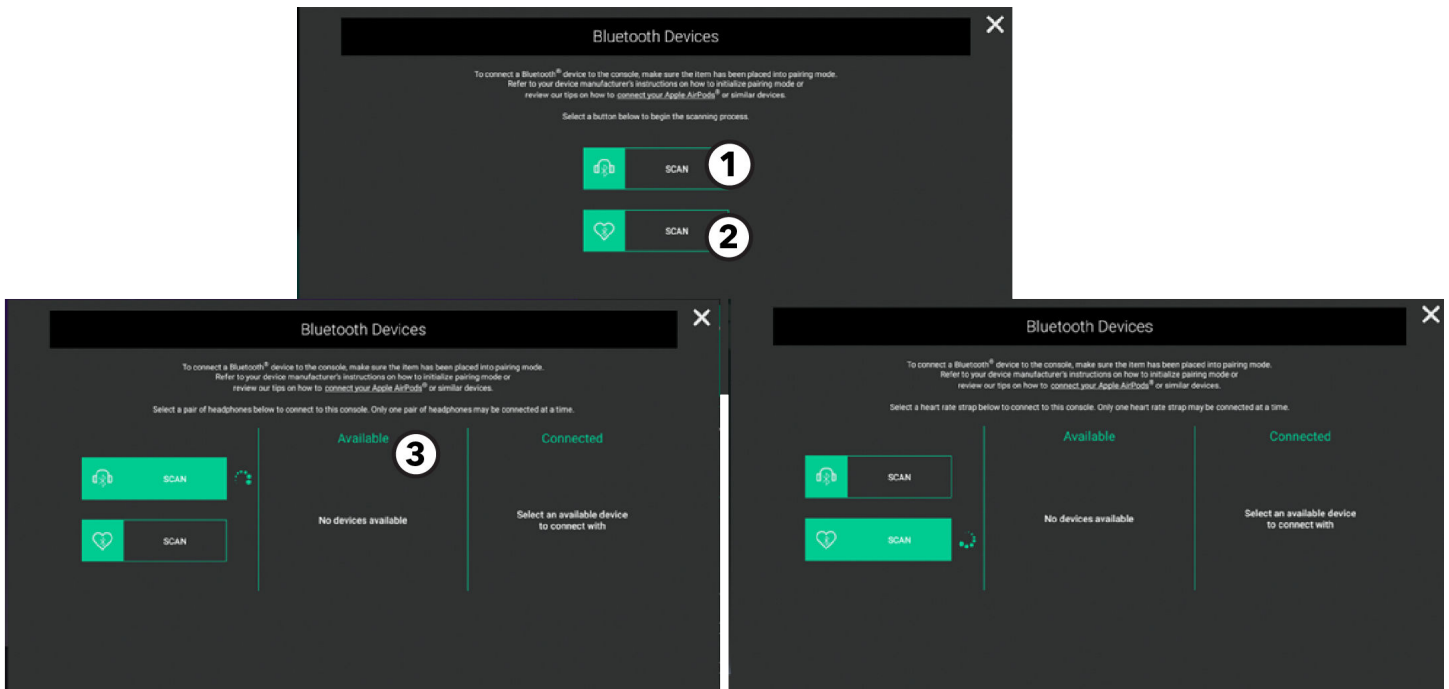 Bluetooth Devices
To connect a Bluetooth® device to the console, make sure the item has been placed into pairing mode.
Refer to your device manufacturer's instructions on how to initialize pairing mode or
review our tips on how to connect your Apple AirPods® or similar devices.
Select a button below to begin the scanning process.
SCAN
1
SCAN
2
Bluetooth Devices
To connect a Bluetooth® device to the console, make sure the item has been placed into pairing mode.
Refer to your device manufacturer's instructions on how to initialize pairing mode or
review our tips on how to connect your Apple AirPods® or similar devices.
Select a pair of headphones below to connect to this console. Only one pair of headphones may be connected at a time.
SCAN
SCAN
Available
3
No devices available
Connected
Select an available device
to connect with
Bluetooth Devices
To connect a Bluetooth® device to the console, make sure the item has been placed into pairing mode.
Refer to your device manufacturer's instructions on how to initialize pairing mode or
review our tips on how to connect your Apple AirPods® or similar devices.
Select a heart rate strap below to connect to this console. Only one heart rate strap may be connected at a time.
SCAN
SCAN
Available
No devices available
Connected
Select an available device
to connect with